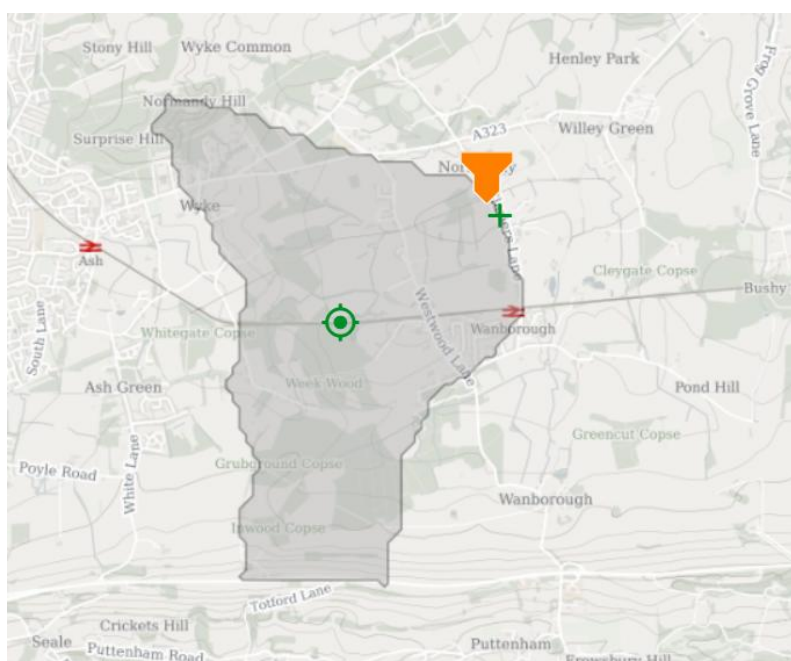 Stony Hill
Wyke Common
Henley Park
Frog Grove Lane
Normandy Hill
A323
Willey Green
Surprise Hill
Wyke
Ash
Cleygate Copse
Bushy
South Lane
Westwood Lane
Whitegate Copse
Wanborough
Ash Green
Week Wood
Pond Hill
Greencut Copse
White Lane
Grubground Copse
Poyle Road
Wanborough
Inwood Copse
Totford Lane
Crickets Hill
Seale
Puttenham Road
Puttenham